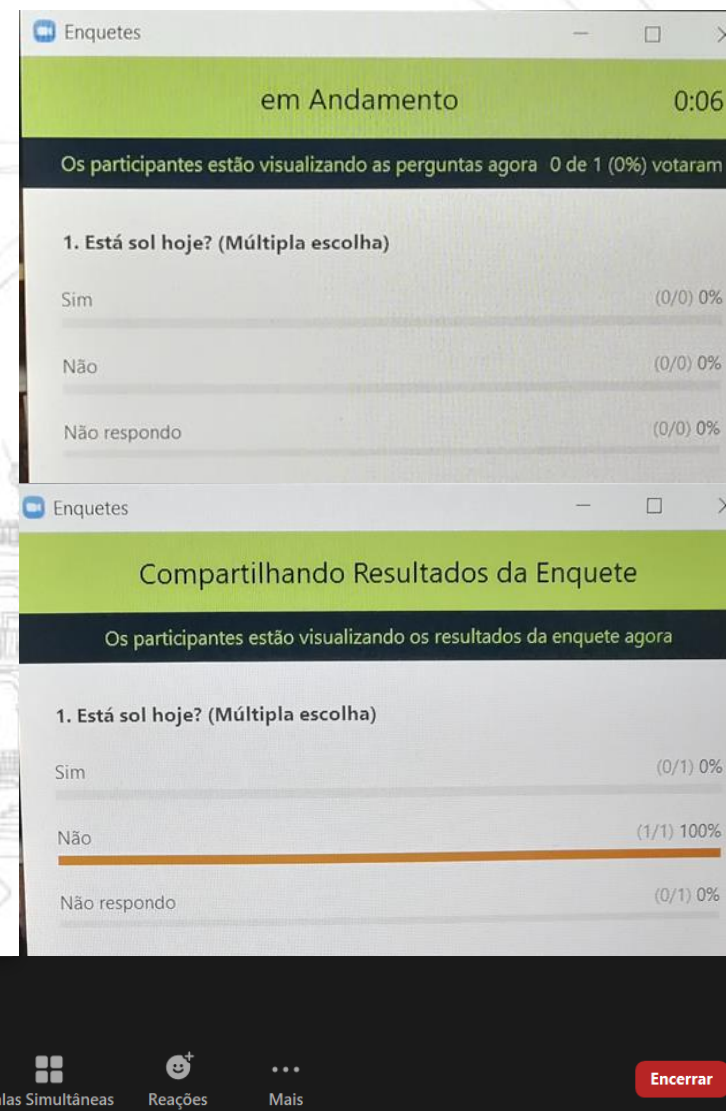 Enquetes
em Andamento 0:06
Os participantes estão visualizando as perguntas agora 0 de 1 (0%) votaram
1. Está sol hoje? (Múltipla escolha)
Sim (0/0) 0%
Não (0/0) 0%
Não respondo (0/0) 0%
Enquetes
Compartilhando Resultados da Enquete
Os participantes estão visualizando os resultados da enquete agora
1. Está sol hoje? (Múltipla escolha)
Sim (0/1) 0%
Não (1/1) 100%
Não respondo (0/1) 0%
Simultâneas Reações Mais Encerrar